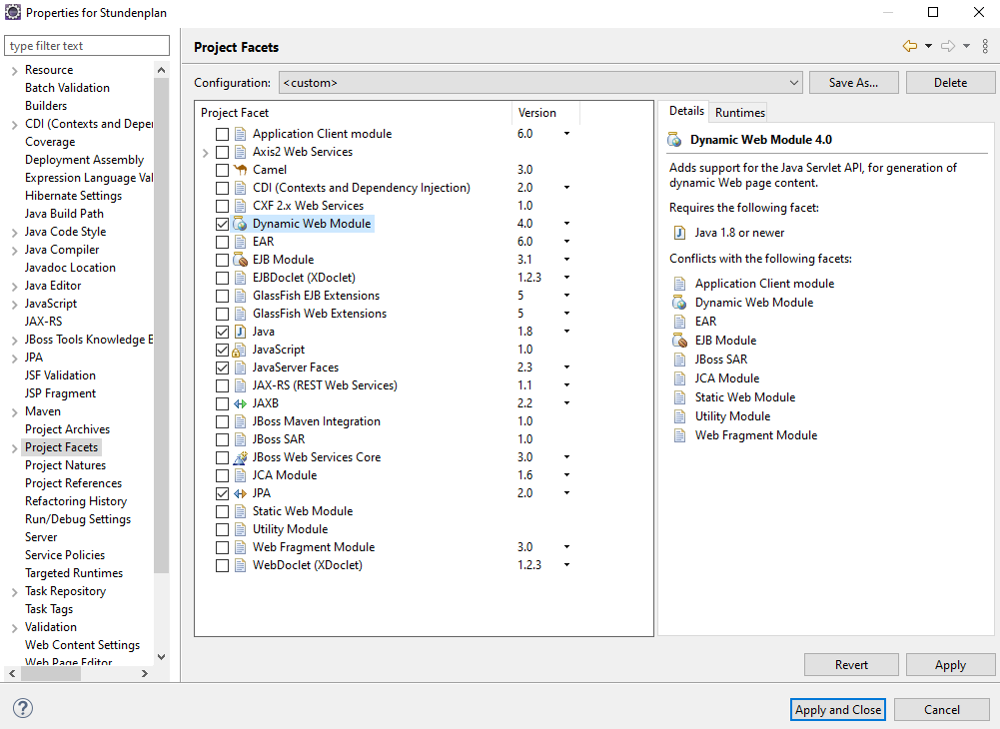 Properties for Stundenplan
type filter text
Resource
Batch Validation
Builders
CDI (Contexts and Deper
Coverage
Deployment Assembly
Expression Language Val
Hibernate Settings
Java Build Path
Java Code Style
Java Compiler
Javadoc Location
Java Editor
JavaScript
JAX-RS
JBoss Tools Knowledge E
JPA
JSF Validation
JSP Fragment
Maven
Project Archives
Project Facets
Project Natures
Project References
Refactoring History
Run/Debug Settings
Server
Service Policies
Targeted Runtimes
Task Repository
Task Tags
Validation
Web Content Settings
Web Page Editor
Project Facets
Configuration: <custom> Save As... Delete
Project Facet Version
Application Client module 6.0
Axis2 Web Services
Camel 3.0
CDI (Contexts and Dependency Injection) 2.0
CXF 2.x Web Services 1.0
Dynamic Web Module 4.0
EAR 6.0
EJB Module 3.1
EJBDoclet (XDoclet) 1.2.3
GlassFish EJB Extensions 5
GlassFish Web Extensions 5
Java 1.8
JavaScript 1.0
JavaServer Faces 2.3
JAX-RS (REST Web Services) 1.1
JAXB 2.2
JBoss Maven Integration 1.0
JBoss SAR 1.0
JBoss Web Services Core 3.0
JCA Module 1.6
JPA 2.0
Static Web Module
Utility Module
Web Fragment Module 3.0
WebDoclet (XDoclet) 1.2.3
Details Runtimes
Dynamic Web Module 4.0
Adds support for the Java Servlet API, for generation of
dynamic Web page content.
Requires the following facet:
Java 1.8 or newer
Conflicts with the following facets:
Application Client module
Dynamic Web Module
EAR
EJB Module
JBoss SAR
JCA Module
Static Web Module
Utility Module
Web Fragment Module
Revert Apply
Apply and Close Cancel